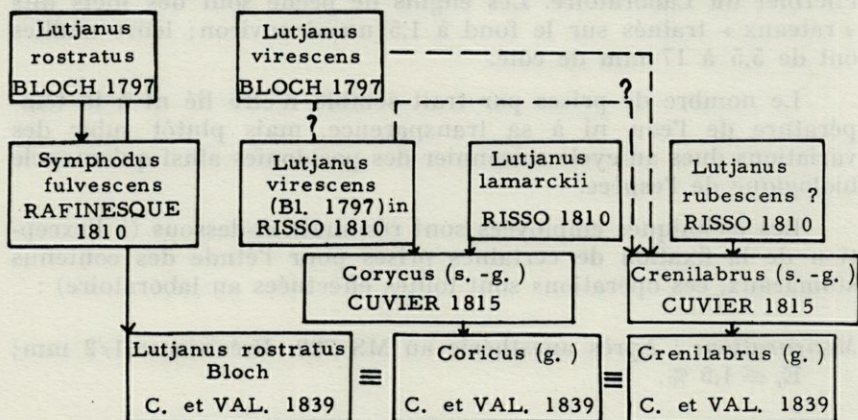 Lutjanus
rostratus
BLOCH 1797
Lutjanus
virescens
BLOCH 1797
?
?
Symphodus
fulvescens
RAFINESQUE
1810
Lutjanus
virescens
(Bl. 1797) in
RISSO 1810
Lutjanus
lamarckii
RISSO 1810
Lutjanus
rubescens ?
RISSO 1810
Corycus (s. -g.)
CUVIER 1815
Crenilabrus (s. -g.)
CUVIER 1815
Lutjanus rostratus
Bloch
C. et VAL. 1839
≡
Coricus (g. )
C. et VAL. 1839
≡
Crenilabrus (g. )
C. et VAL. 1839